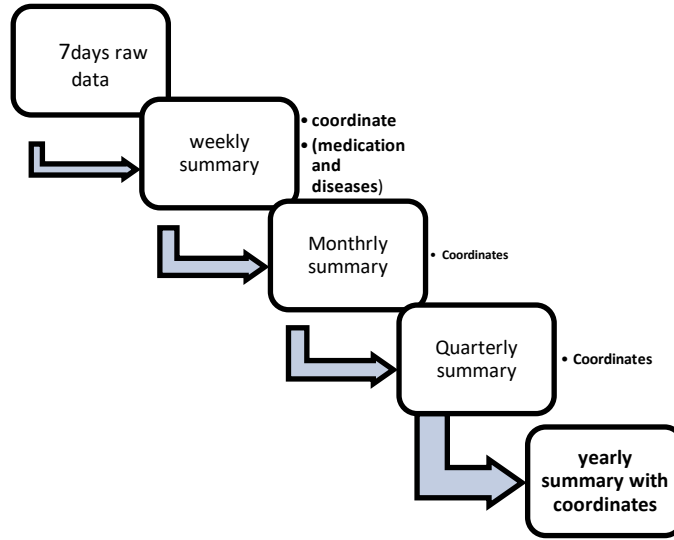 7days raw
data
weekly
summary
• coordinate
• (medication
and
diseases)
Monthrly
summary
• Coordinates
Quarterly
summary
• Coordinates
yearly
summary with
coordinates